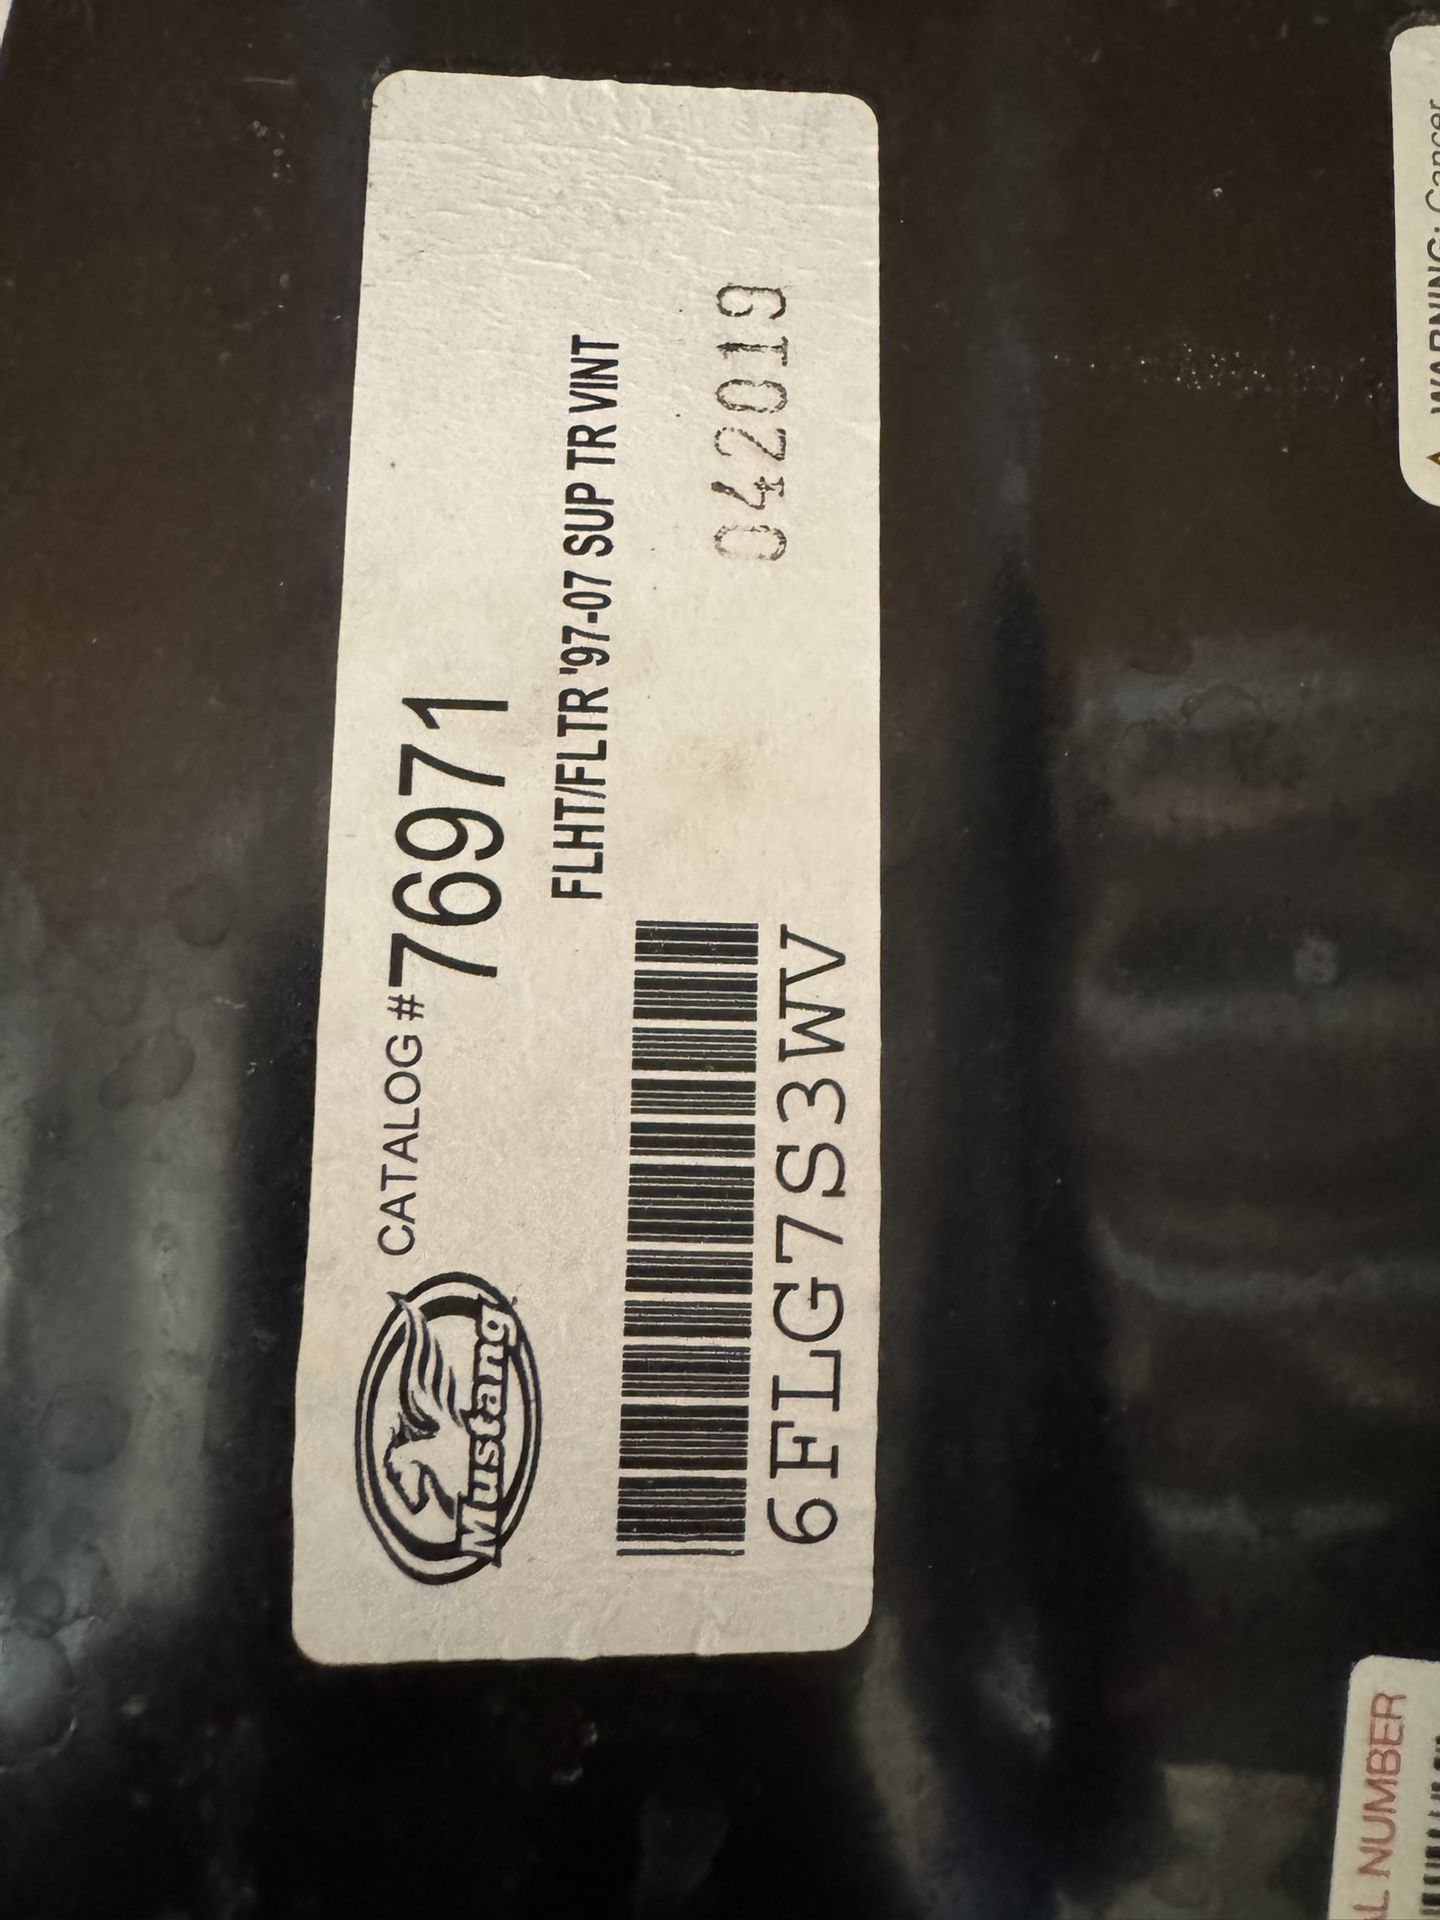 Mustang
CATALOG # 76971
FLHT/FLTR '97-07 SUP TR VINT
6FLG7S3WV
042019
WARNING: Cancer
NUMBER